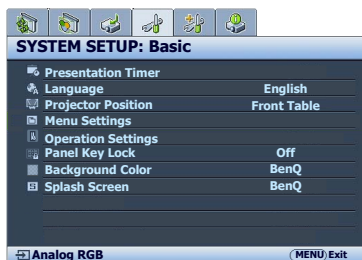 SYSTEM SETUP: Basic
Presentation Timer
Language English
Projector Position Front Table
Menu Settings
Operation Settings
Panel Key Lock Off
Background Color BenQ
Splash Screen BenQ
Analog RGB MENU Exit